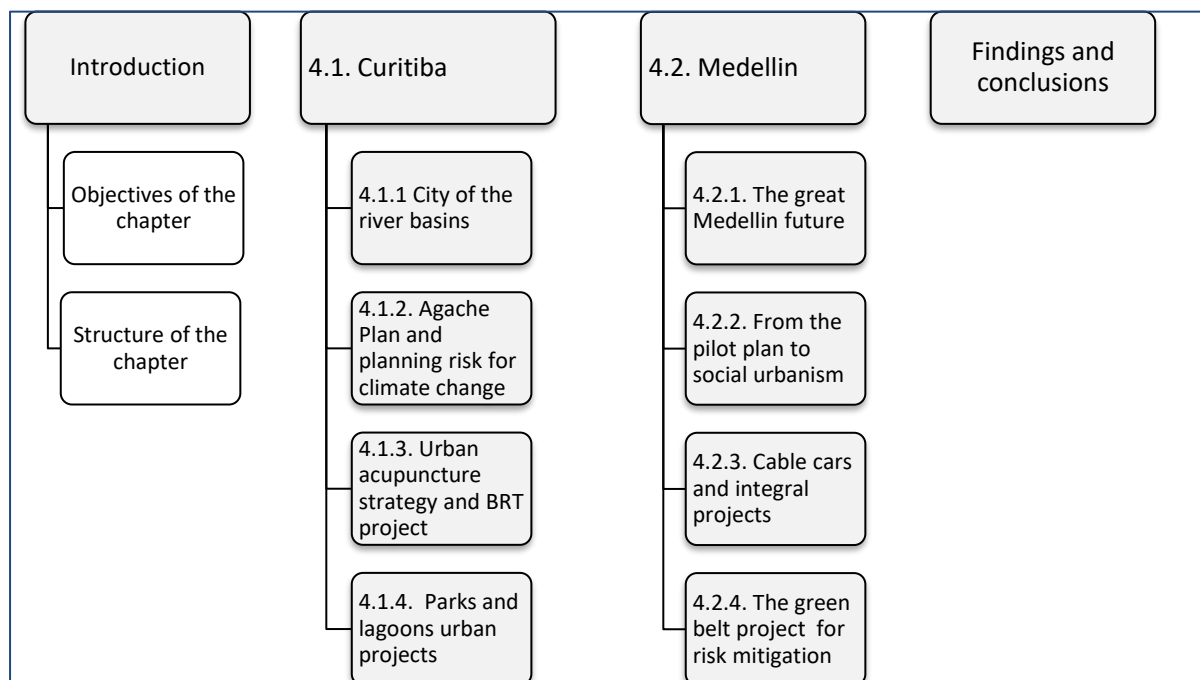 Introduction
Objectives of the
chapter
Structure of the
chapter
4.1. Curitiba
4.1.1 City of the
river basins
4.1.2. Agache
Plan and
planning risk for
climate change
4.1.3. Urban
acupuncture
strategy and BRT
project
4.1.4.  Parks and
lagoons urban
projects
4.2. Medellin
4.2.1. The great
Medellin future
4.2.2. From the
pilot plan to
social urbanism
4.2.3. Cable cars
and integral
projects
4.2.4. The green
belt project  for
risk mitigation
Findings and
conclusions